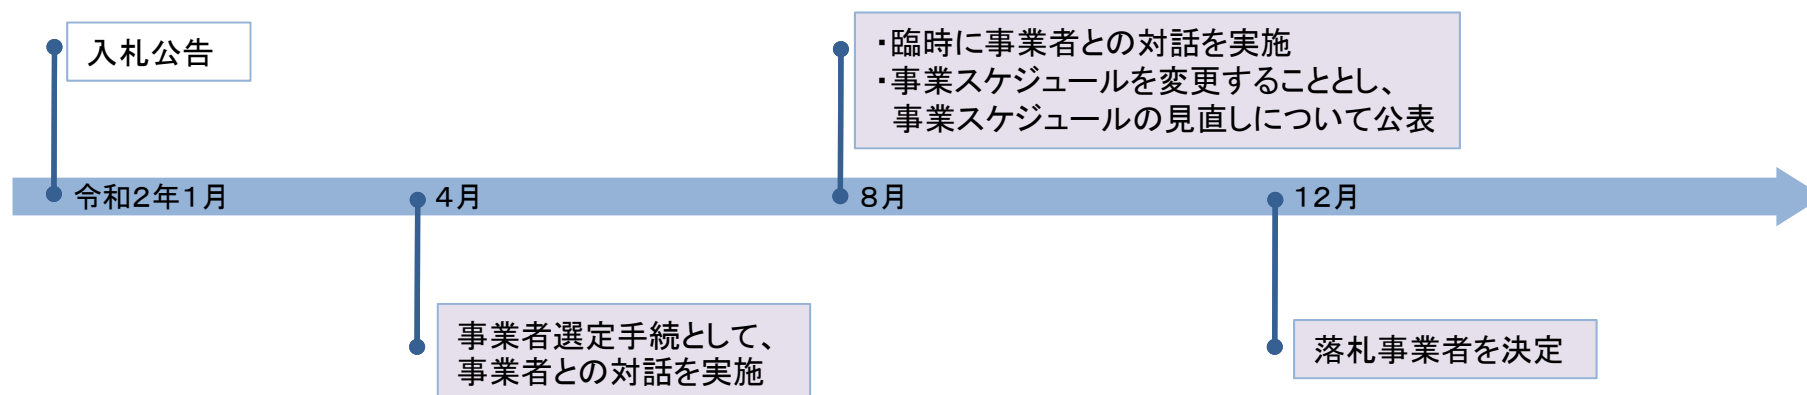 入札公告
・臨時に事業者との対話を実施
・事業スケジュールを変更することとし、
事業スケジュールの見直しについて公表
令和2年1月
4月
8月
12月
事業者選定手続として、
事業者との対話を実施
落札事業者を決定